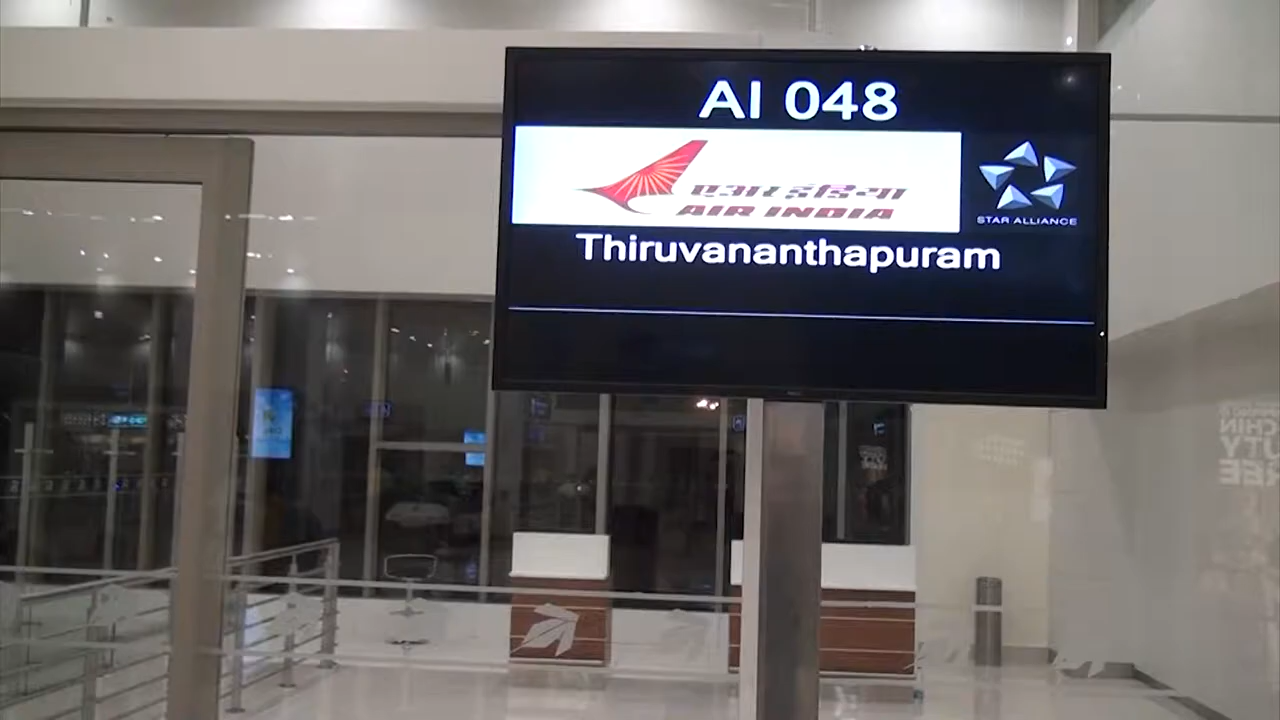 AI 048
एअर इंडिया
AIR INDIA
STAR ALLIANCE
Thiruvananthapuram